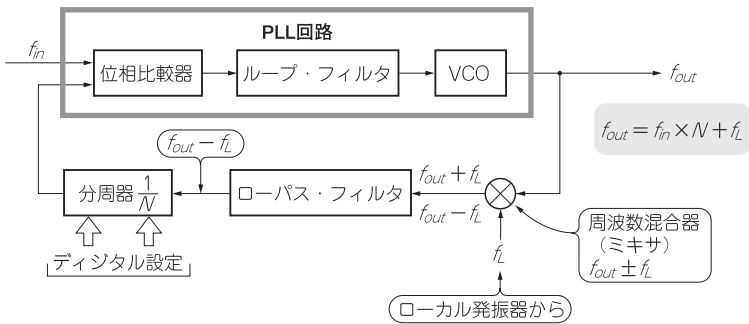 PLL回路
f_in
位相比較器
ループ・フィルタ
VCO
f_out
f_out = f_in × N + f_L
f_out − f_L
分周器 1/N
ローパス・フィルタ
f_out + f_L
f_out − f_L
周波数混合器
（ミキサ）
f_out ± f_L
f_L
ディジタル設定
ローカル発振器から